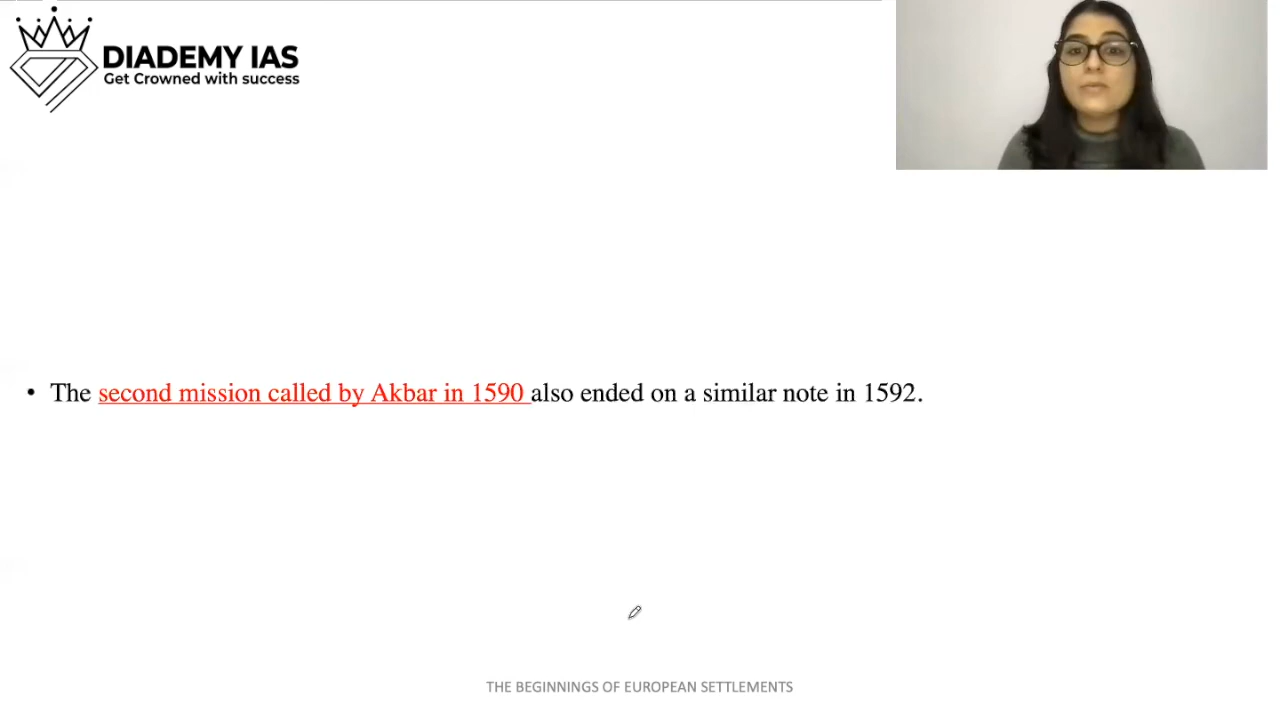 DIADEMY IAS
Get Crowned with success
• The second mission called by Akbar in 1590 also ended on a similar note in 1592.
THE BEGINNINGS OF EUROPEAN SETTLEMENTS